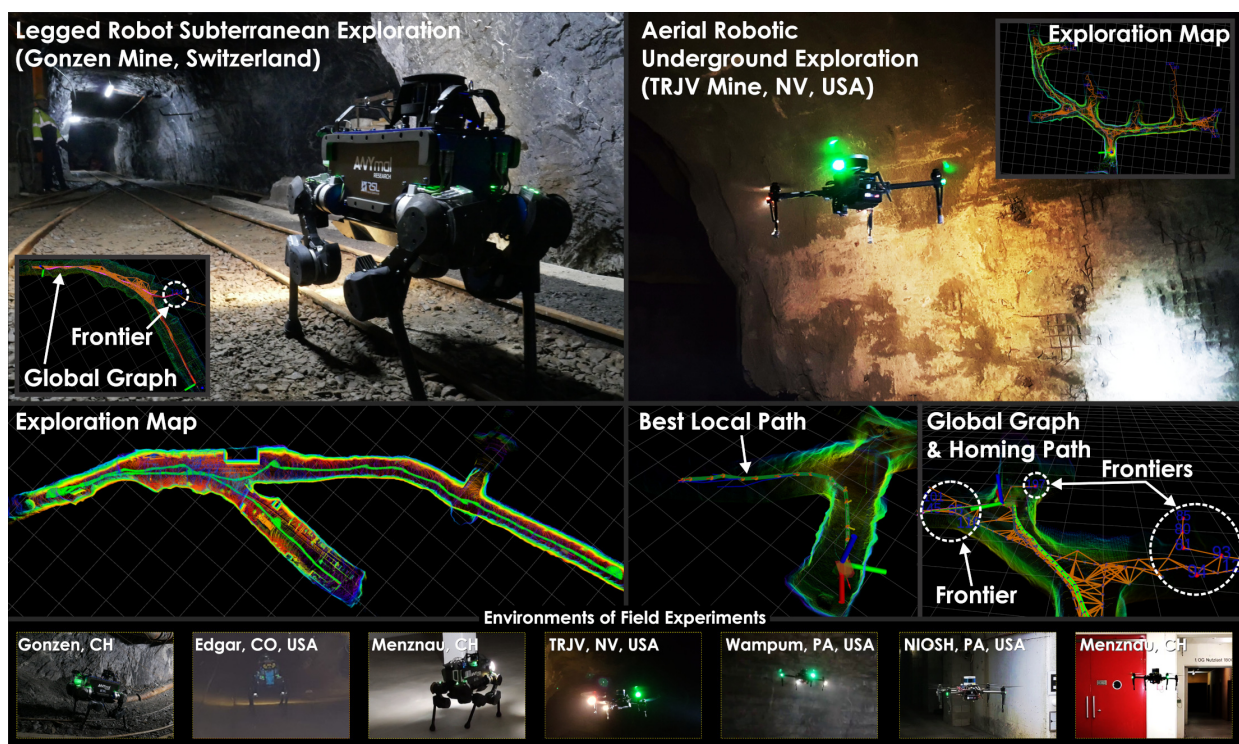 Legged Robot Subterranean Exploration
(Gonzen Mine, Switzerland)
ANYmal
RESEARCH
RSL
Frontier
Global Graph
Aerial Robotic
Underground Exploration
(TRJV Mine, NV, USA)
Exploration Map
Exploration Map
Best Local Path
Global Graph
& Homing Path
Frontiers
Frontier
93
Environments of Field Experiments
Gonzen, CH
Edgar, CO, USA
Menznau, CH
TRJV, NV, USA
Wampum, PA, USA
NIOSH, PA, USA
Menznau, CH